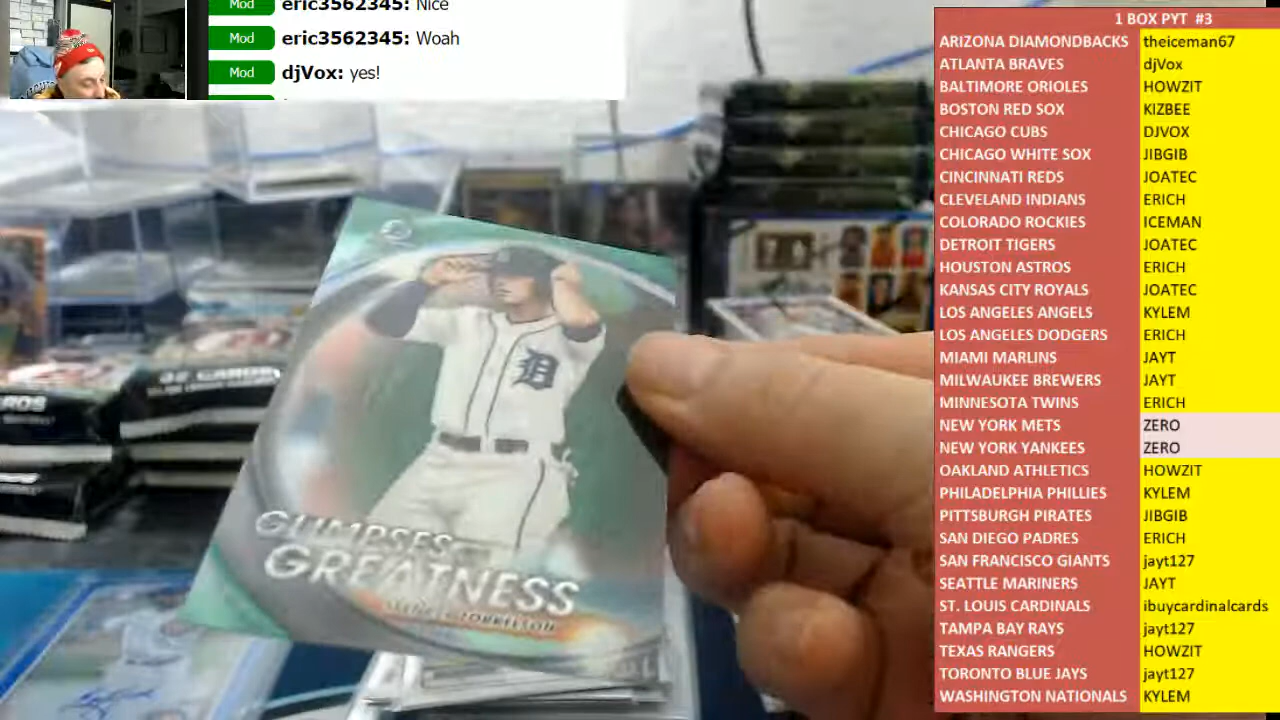 Mod eric3562345: Nice
Mod eric3562345: Woah
Mod djVox: yes!
1 BOX PYT #3
ARIZONA DIAMONDBACKS theiceman67
ATLANTA BRAVES djVox
BALTIMORE ORIOLES HOWZIT
BOSTON RED SOX KIZBEE
CHICAGO CUBS DJVOX
CHICAGO WHITE SOX JIBGIB
CINCINNATI REDS JOATEC
CLEVELAND INDIANS ERICH
COLORADO ROCKIES ICEMAN
DETROIT TIGERS JOATEC
HOUSTON ASTROS ERICH
KANSAS CITY ROYALS JOATEC
LOS ANGELES ANGELS KYLEM
LOS ANGELES DODGERS ERICH
MIAMI MARLINS JAYT
MILWAUKEE BREWERS JAYT
MINNESOTA TWINS ERICH
NEW YORK METS ZERO
NEW YORK YANKEES ZERO
OAKLAND ATHLETICS HOWZIT
PHILADELPHIA PHILLIES KYLEM
PITTSBURGH PIRATES JIBGIB
SAN DIEGO PADRES ERICH
SAN FRANCISCO GIANTS jayt127
SEATTLE MARINERS JAYT
ST. LOUIS CARDINALS ibuycardinalcards
TAMPA BAY RAYS jayt127
TEXAS RANGERS HOWZIT
TORONTO BLUE JAYS jayt127
WASHINGTON NATIONALS KYLEM
D
GLIMPSES
GREATNESS